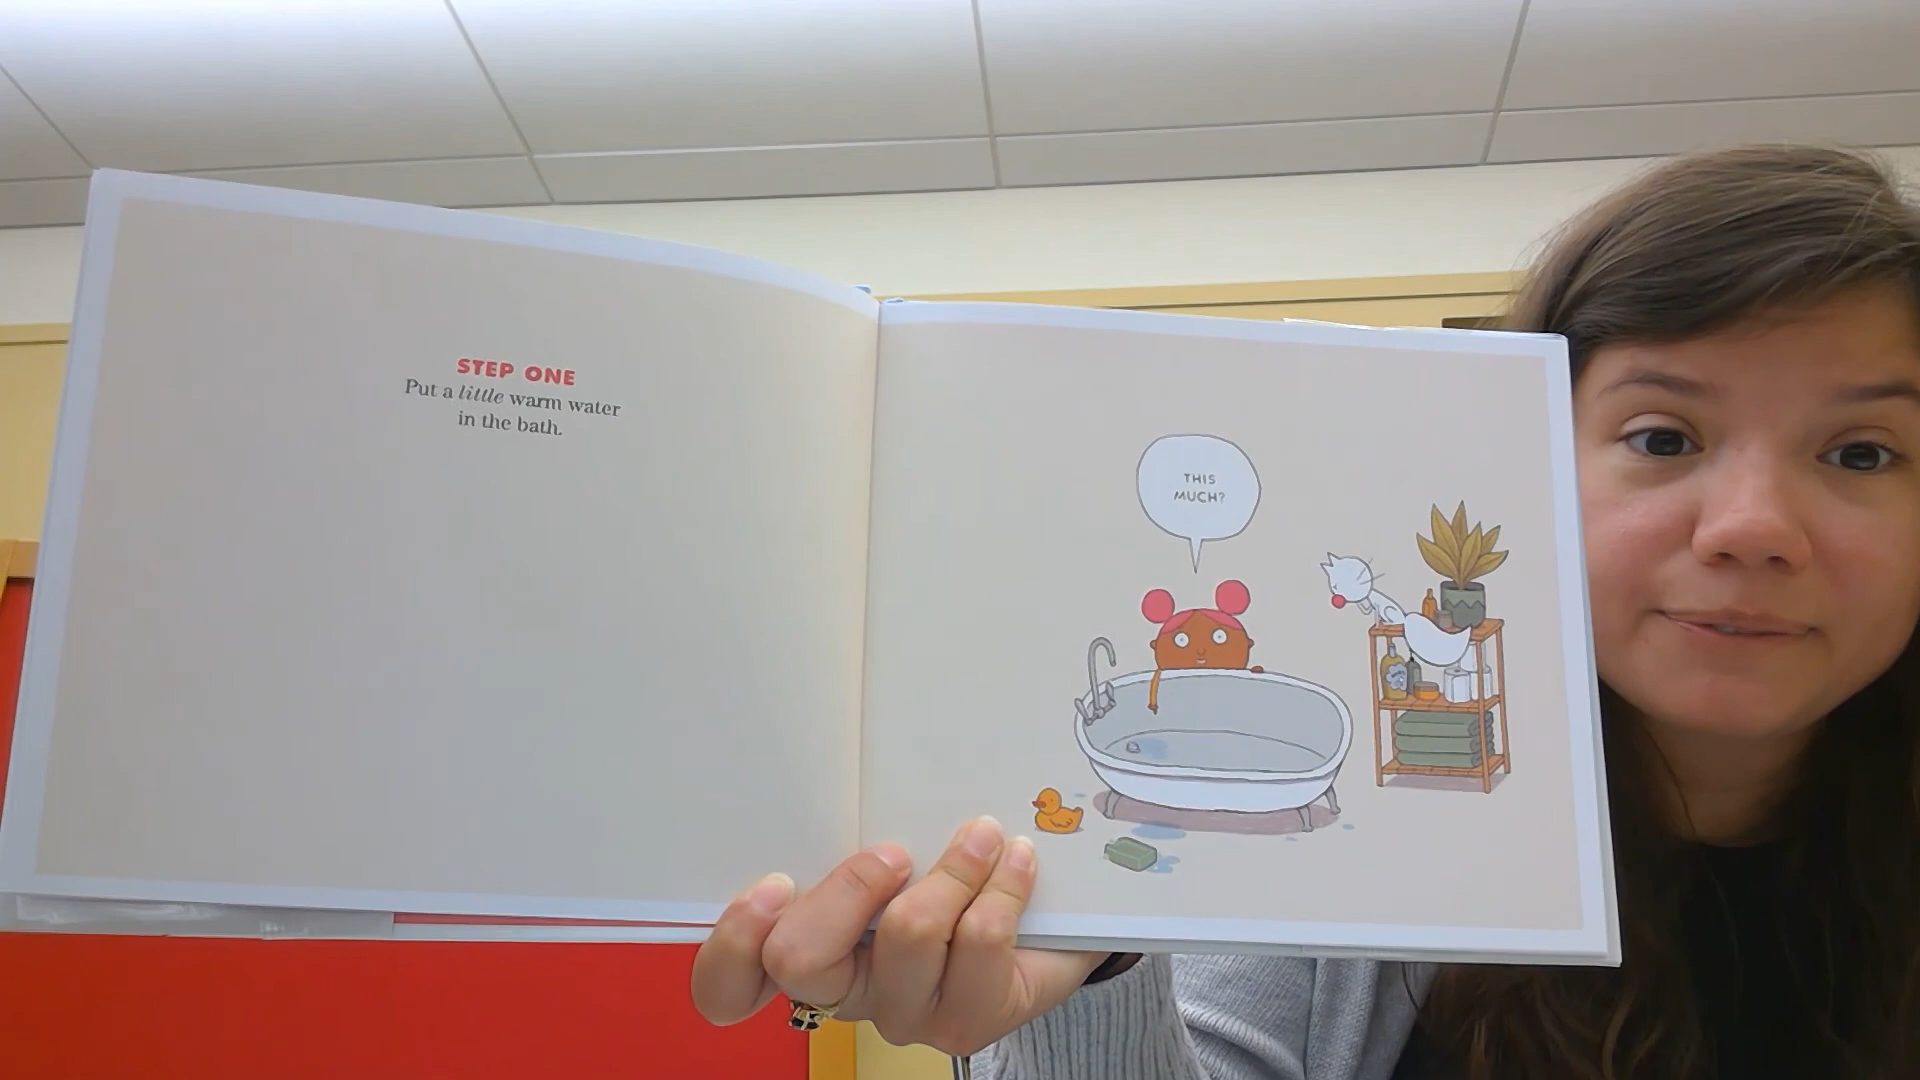 STEP ONE
Put a little warm water
in the bath.
THIS
MUCH?